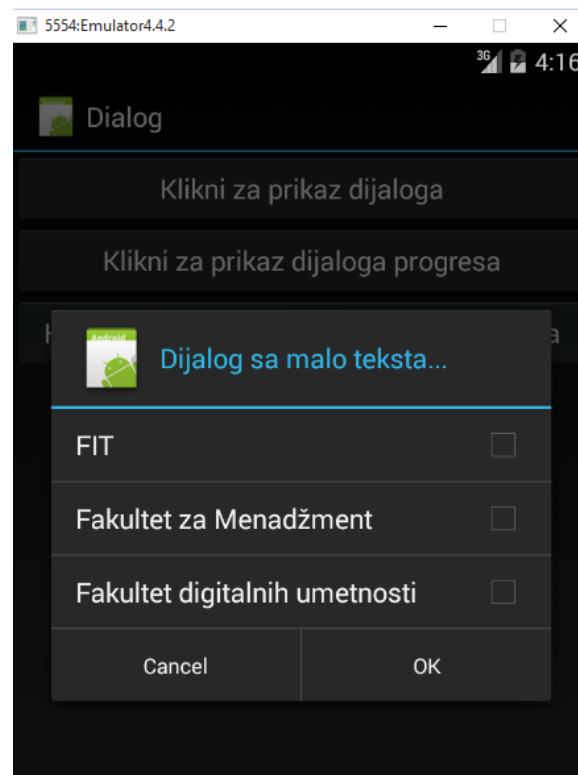 5554:Emulator4.4.2
3G 4:16
Dialog
Klikni za prikaz dijaloga
Klikni za prikaz dijaloga progresa
Android
Dijalog sa malo teksta...
FIT
Fakultet za Menadžment
Fakultet digitalnih umetnosti
Cancel OK